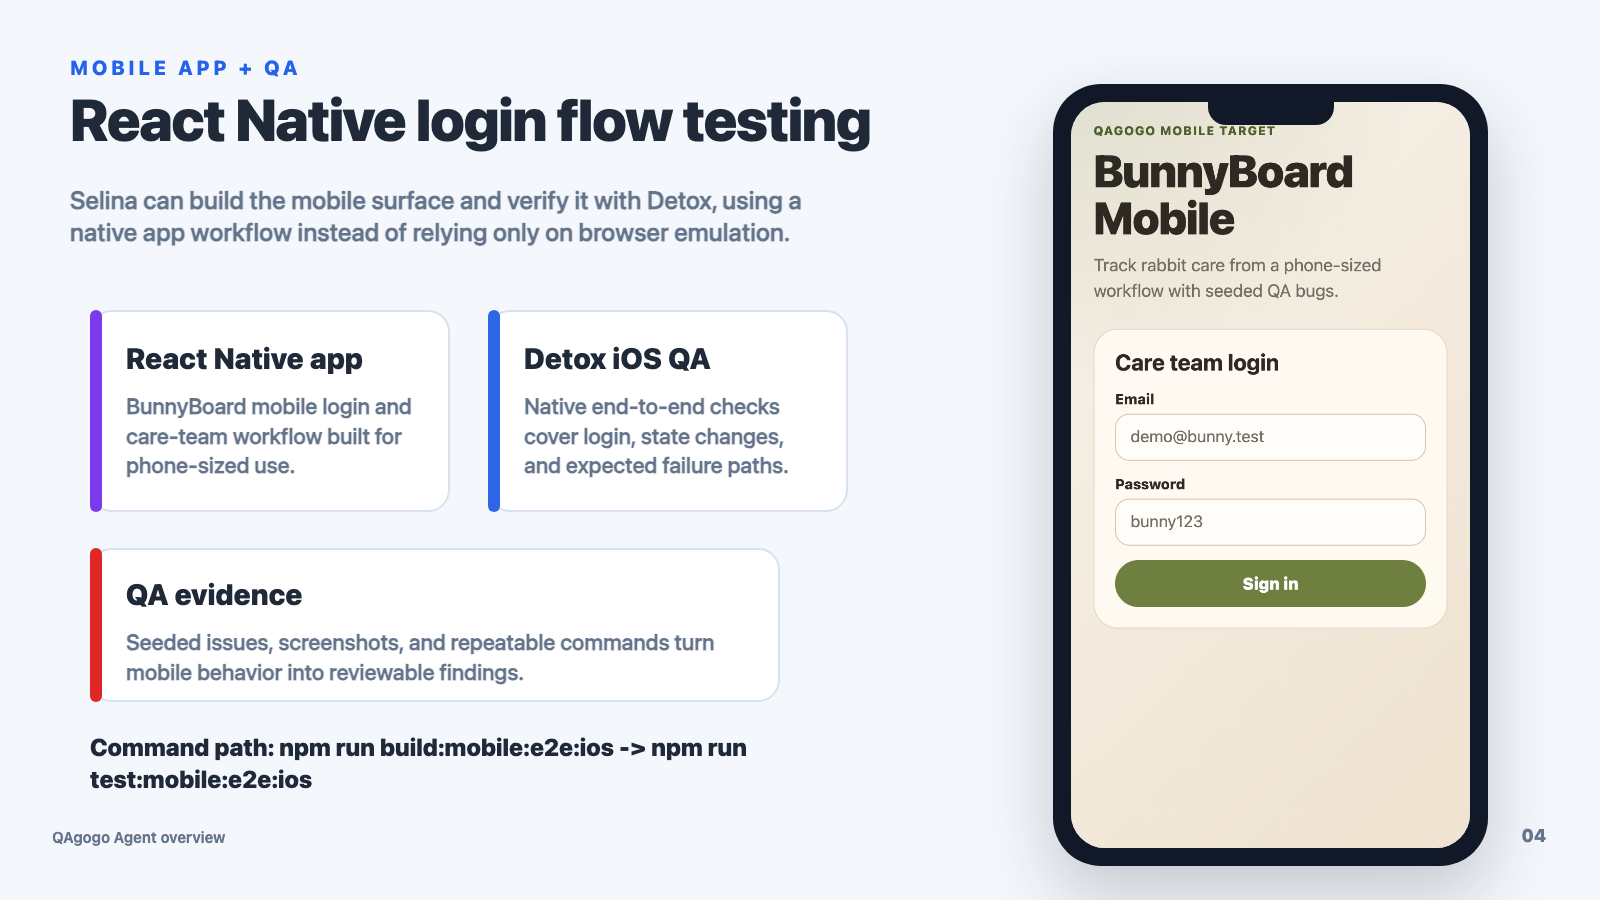 MOBILE APP + QA
React Native login flow testing
Selina can build the mobile surface and verify it with Detox, using a
native app workflow instead of relying only on browser emulation.
React Native app
BunnyBoard mobile login and
care-team workflow built for
phone-sized use.
Detox iOS QA
Native end-to-end checks
cover login, state changes,
and expected failure paths.
QA evidence
Seeded issues, screenshots, and repeatable commands turn
mobile behavior into reviewable findings.
Command path: npm run build:mobile:e2e:ios -> npm run
test:mobile:e2e:ios
QAgogo Agent overview
QAGOGO MOBILE TARGET
BunnyBoard
Mobile
Track rabbit care from a phone-sized
workflow with seeded QA bugs.
Care team login
Email
demo@bunny.test
Password
bunny123
Sign in
04